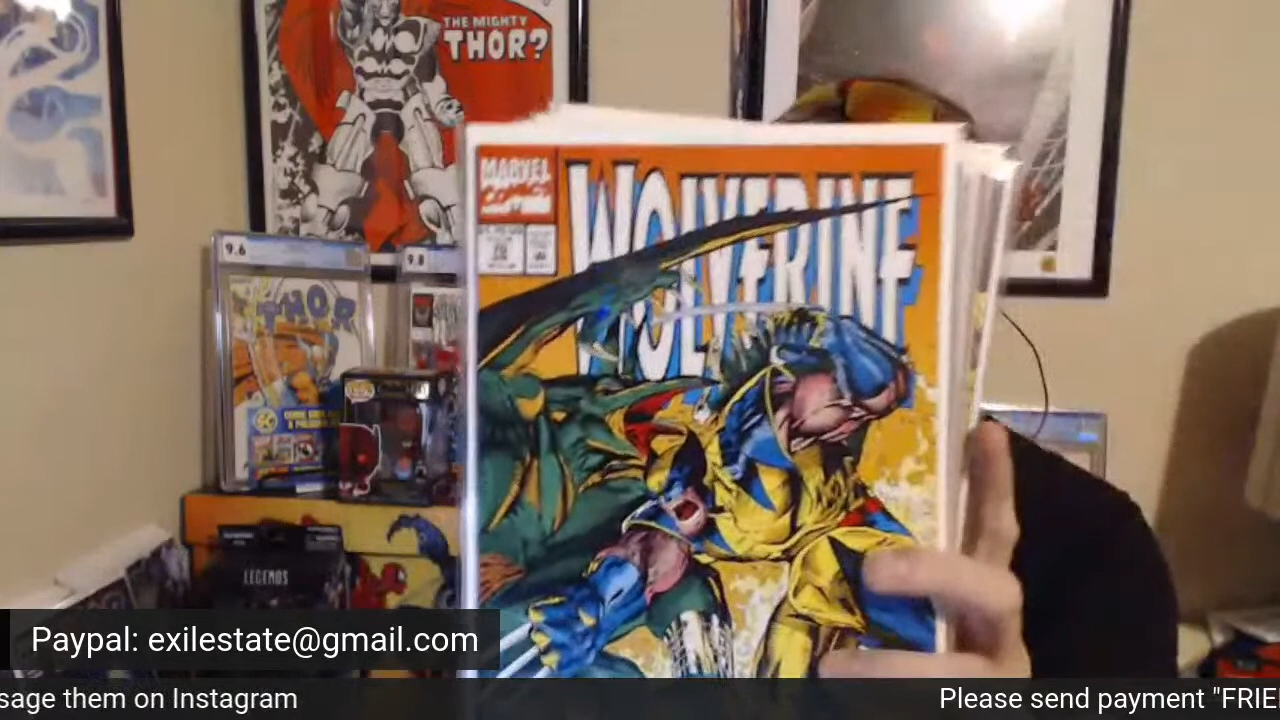 THE MIGHTY
THOR?
MARVEL
COMICS
WOLVERINE
9.6
9.8
THOR
LEGENDS
Paypal: exilestate@gmail.com
sage them on Instagram
Please send payment "FRIE